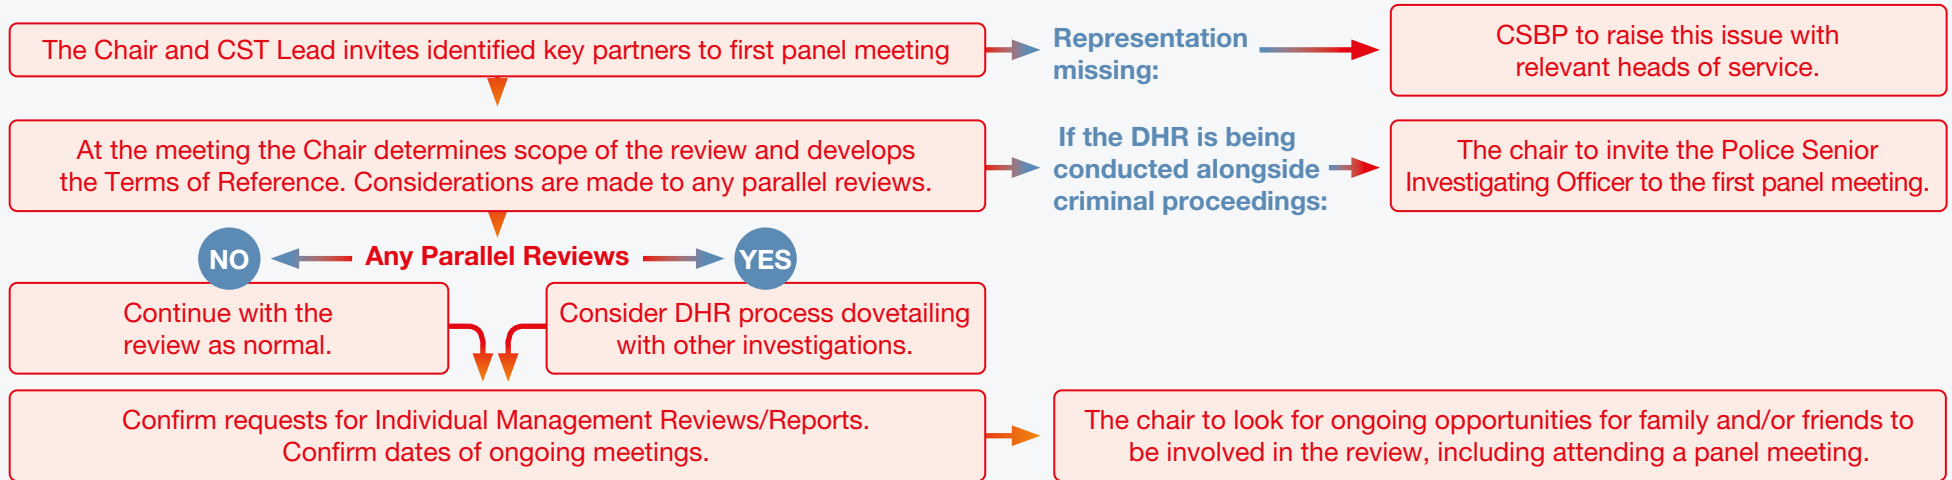 The Chair and CST Lead invites identified key partners to first panel meeting
Representation
missing:
CSBP to raise this issue with
relevant heads of service.
At the meeting the Chair determines scope of the review and develops
the Terms of Reference. Considerations are made to any parallel reviews.
If the DHR is being
conducted alongside
criminal proceedings:
The chair to invite the Police Senior
Investigating Officer to the first panel meeting.
NO
Any Parallel Reviews
YES
Continue with the
review as normal.
Consider DHR process dovetailing
with other investigations.
Confirm requests for Individual Management Reviews/Reports.
Confirm dates of ongoing meetings.
The chair to look for ongoing opportunities for family and/or friends to
be involved in the review, including attending a panel meeting.